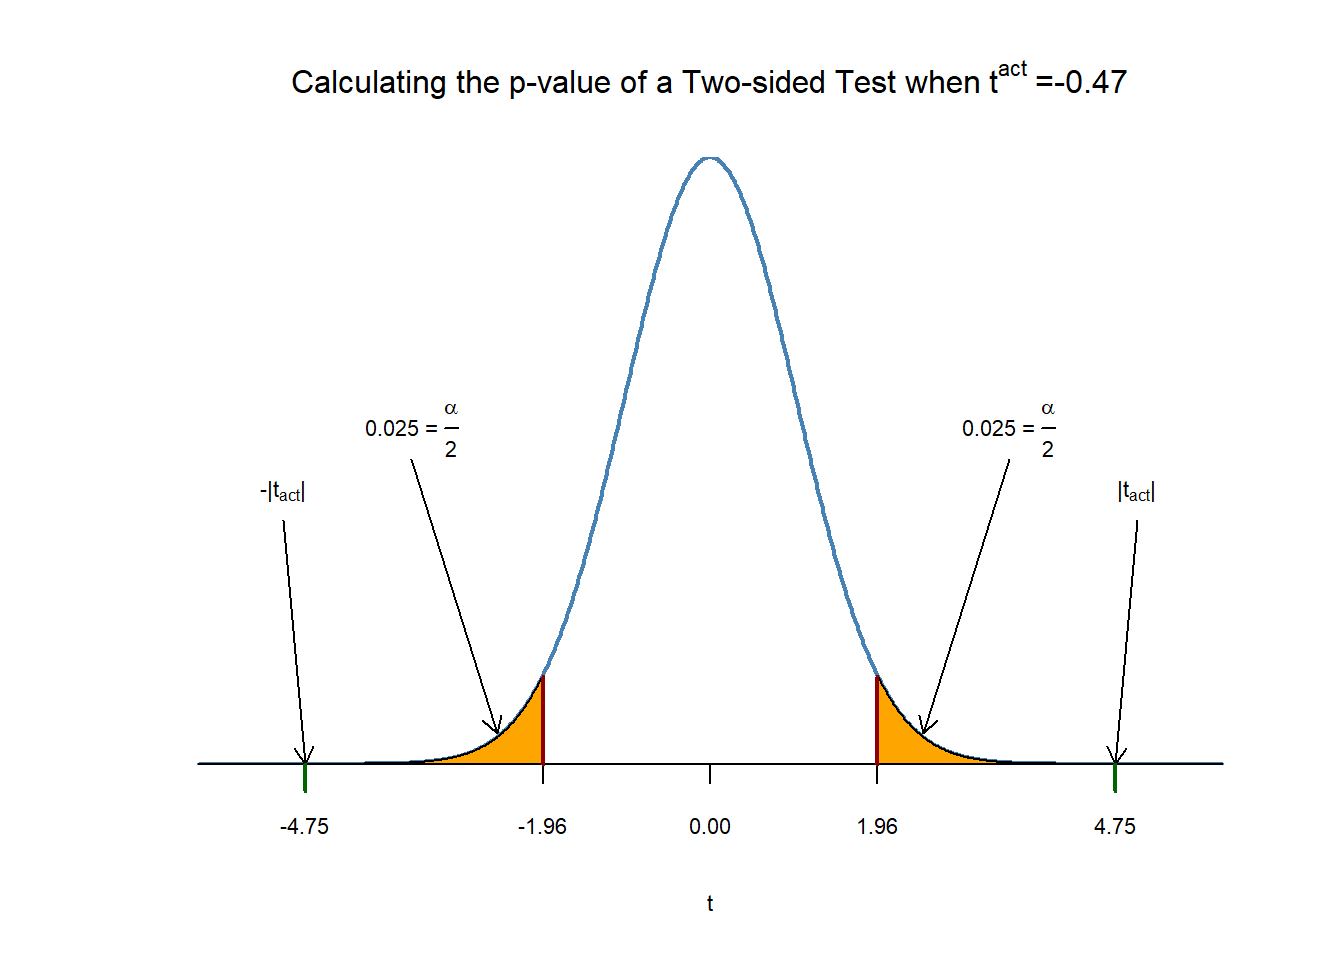 Calculating the p-value of a Two-sided Test when t^act =-0.47
0.025 = α/2
0.025 = α/2
-|t_act|
|t_act|
-4.75
-1.96
0.00
1.96
4.75
t